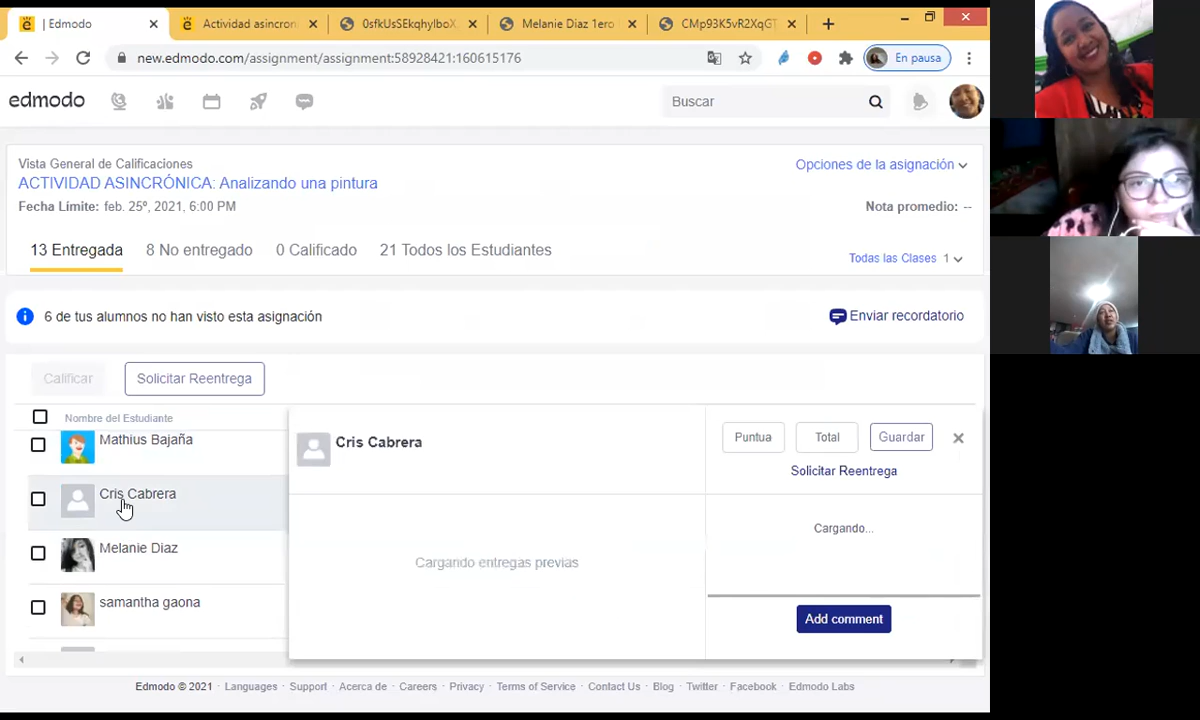 | Edmodo
Actividad asincron
0sfkUsSEkqhylboX
Melanie Diaz 1ero
CMp93K5vR2XqGT
new.edmodo.com/assignment/assignment:58928421:160615176
En pausa
edmodo
Buscar
Vista General de Calificaciones
Opciones de la asignación
ACTIVIDAD ASINCRÓNICA: Analizando una pintura
Fecha Límite: feb. 25º, 2021, 6:00 PM
Nota promedio: --
13 Entregada
8 No entregado
0 Calificado
21 Todos los Estudiantes
Todas las Clases 1
6 de tus alumnos no han visto esta asignación
Enviar recordatorio
Calificar
Solicitar Reentrega
Nombre del Estudiante
Mathius Bajaña
Cris Cabrera
Melanie Diaz
samantha gaona
Cris Cabrera
Puntua
Total
Guardar
Solicitar Reentrega
Cargando entregas previas
Cargando...
Add comment
Edmodo © 2021 · Languages · Support · Acerca de · Careers · Privacy · Terms of Service · Contact Us · Blog · Twitter · Facebook · Edmodo Labs